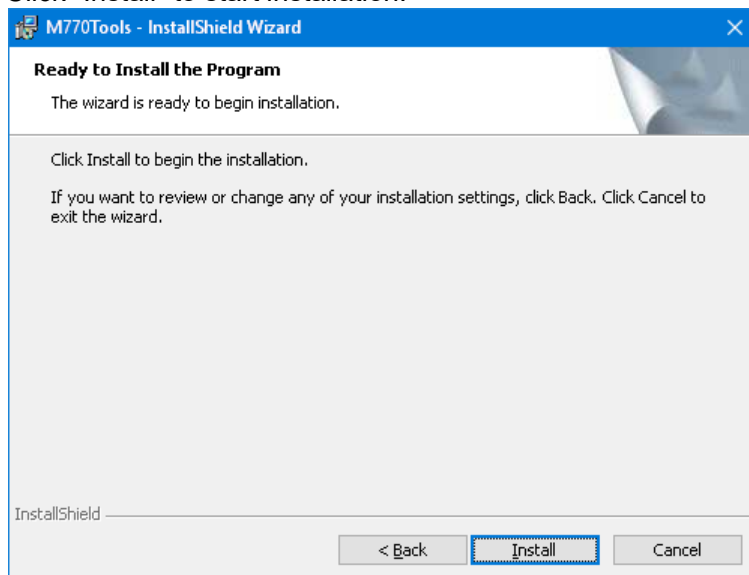 M770Tools - InstallShield Wizard
Ready to Install the Program
The wizard is ready to begin installation.
Click Install to begin the installation.
If you want to review or change any of your installation settings, click Back. Click Cancel to
exit the wizard.
InstallShield
< Back
Install
Cancel